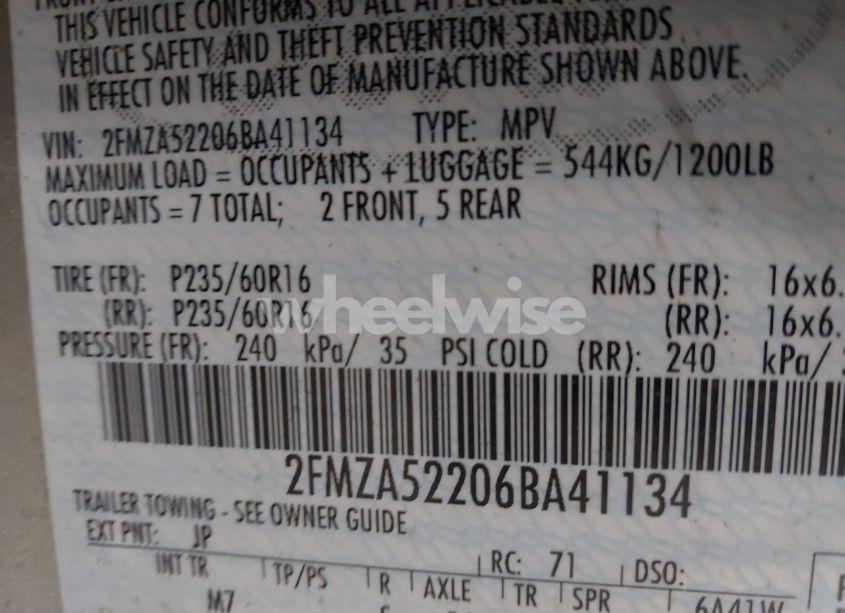 THIS VEHICLE CONFORMS TO ALL
VEHICLE SAFETY AND THEFT PREVENTION STANDARDS
IN EFFECT ON THE DATE OF MANUFACTURE SHOWN ABOVE.
VIN: 2FMZA52206BA41134 TYPE: MPV
MAXIMUM LOAD = OCCUPANTS + LUGGAGE = 544KG/1200LB
OCCUPANTS = 7 TOTAL; 2 FRONT, 5 REAR
TIRE (FR): P235/60R16 RIMS (FR): 16x6.
(RR): P235/60R16 (RR): 16x6.
wheelwise
PRESSURE (FR): 240 kPa/ 35 PSI COLD (RR): 240 kPa/
2FMZA52206BA41134
TRAILER TOWING - SEE OWNER GUIDE
EXT PNT: JP RC: 71 DSO:
INT TR TP/PS R AXLE TR SPR
M7 6A41W